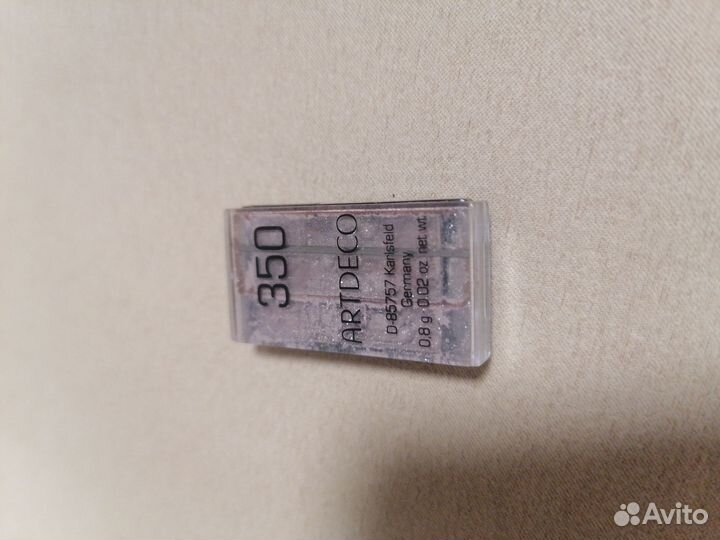 350
ARTDECO
D-85757 Karlsfeld
Germany
0.8 g 0.02 oz net wt.
Avito